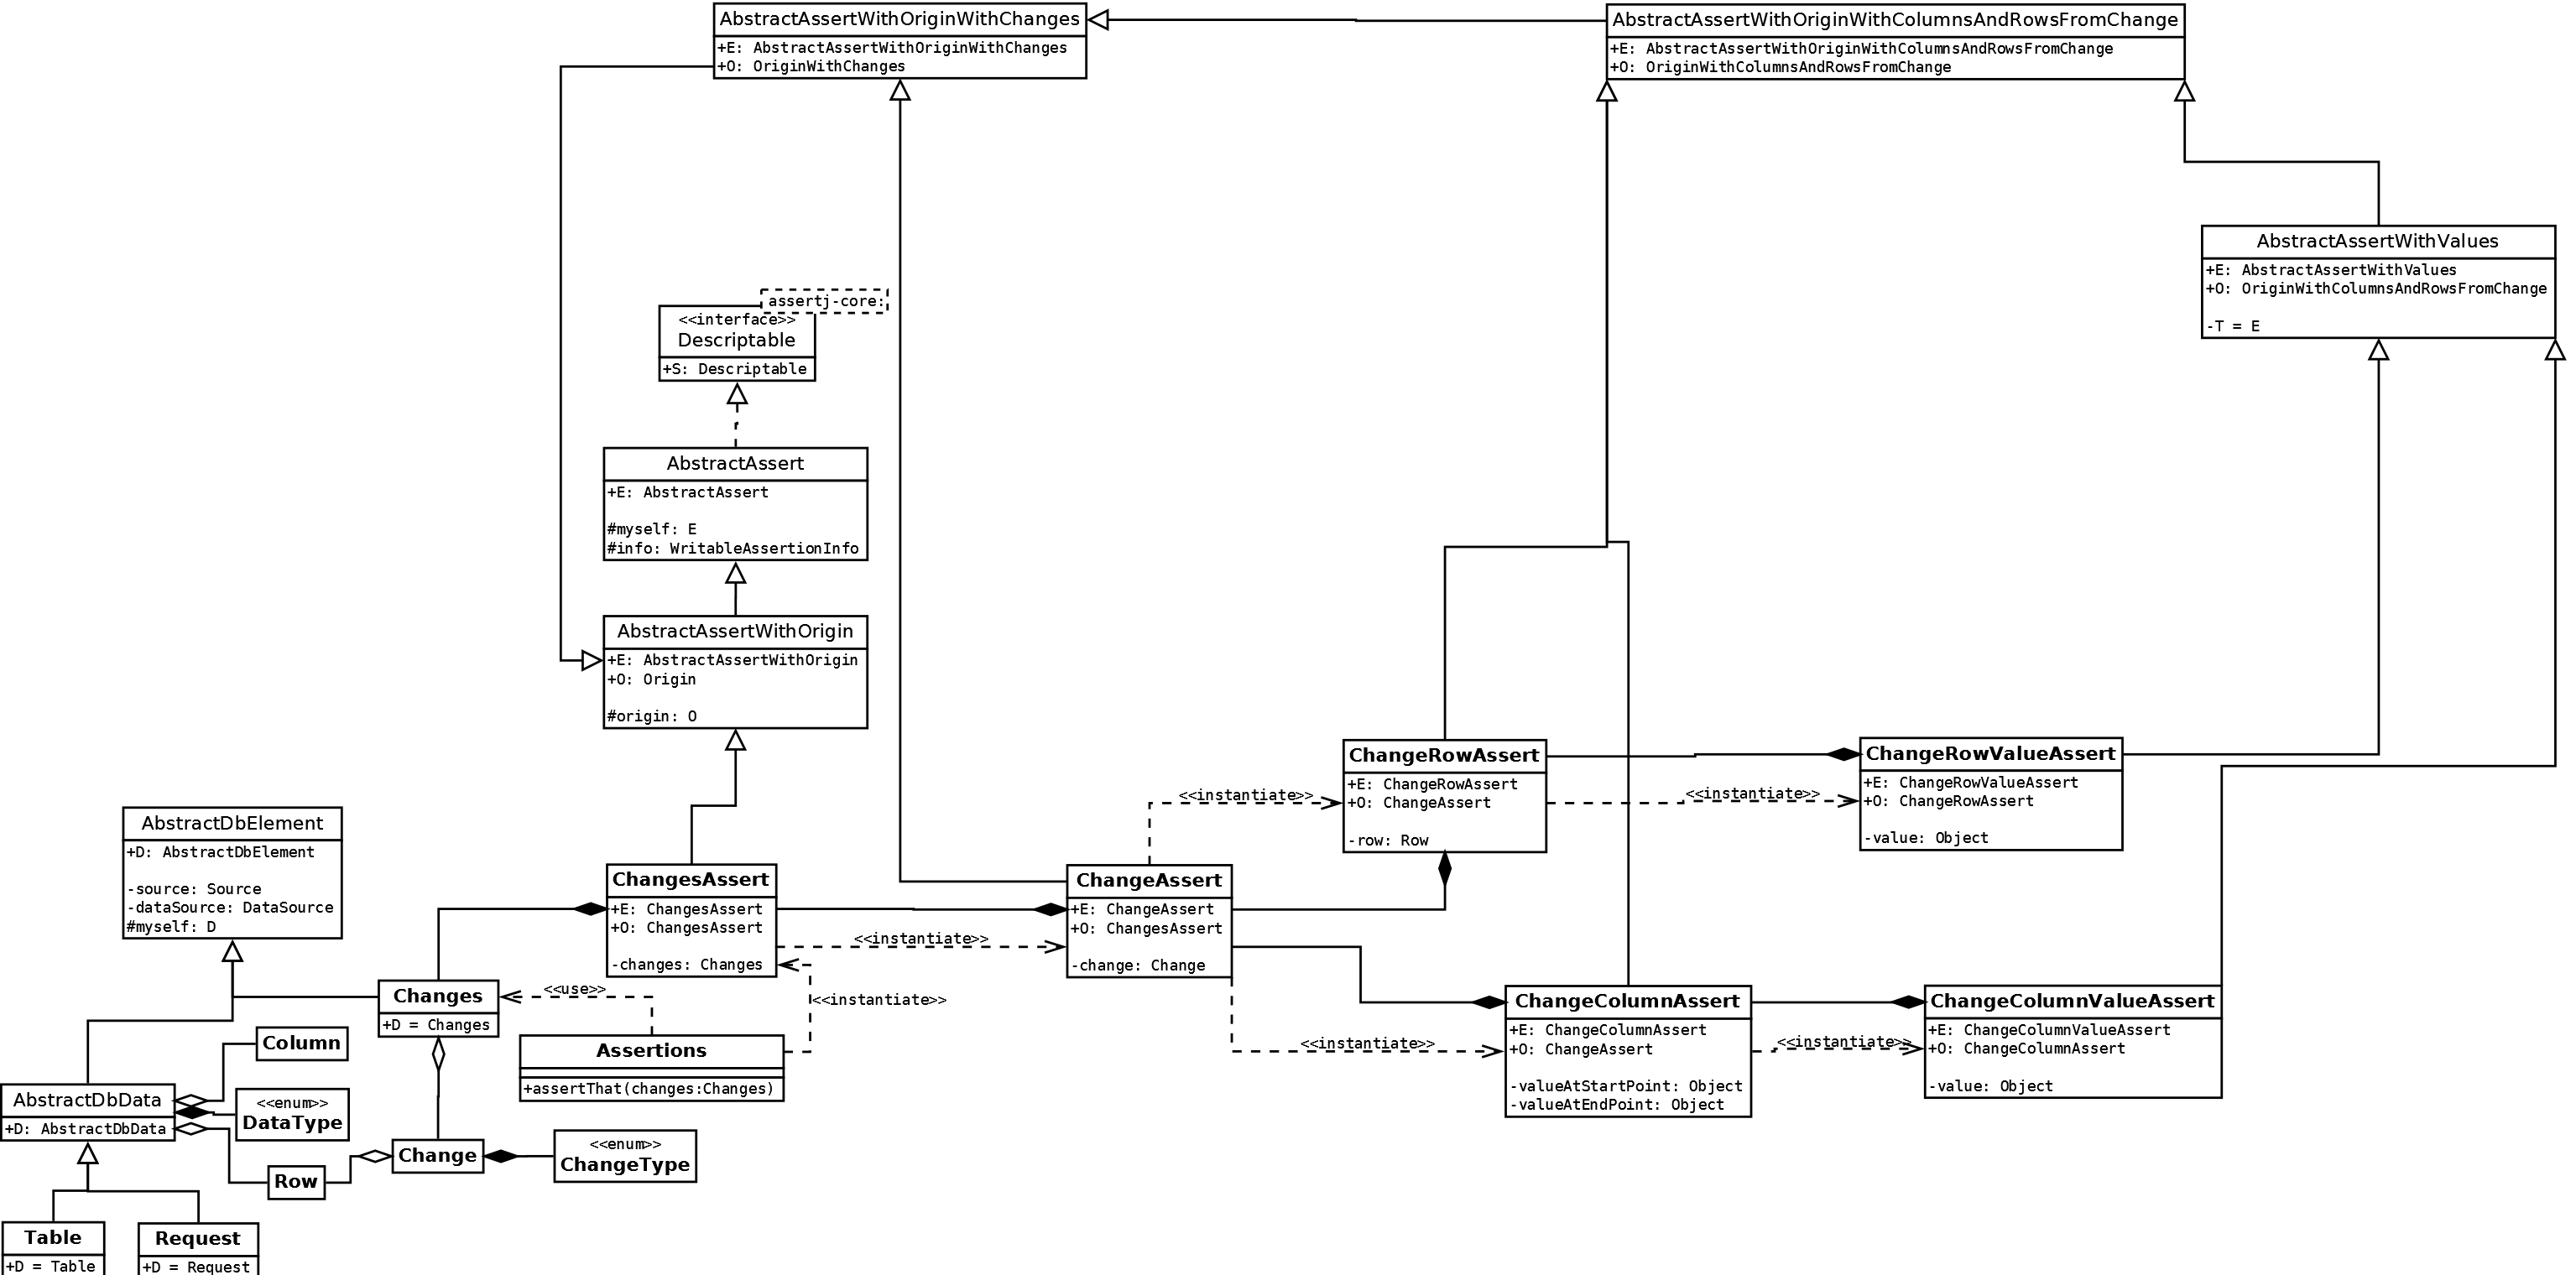 AbstractAssertWithOriginWithChanges
+E: AbstractAssertWithOriginWithChanges
+O: OriginWithChanges
AbstractAssertWithOriginWithColumnsAndRowsFromChange
+E: AbstractAssertWithOriginWithColumnsAndRowsFromChange
+O: OriginWithColumnsAndRowsFromChange
AbstractAssertWithValues
+E: AbstractAssertWithValues
+O: OriginWithColumnsAndRowsFromChange
-T = E
assertj-core:
<<interface>>
Descriptable
+S: Descriptable
AbstractAssert
+E: AbstractAssert
#myself: E
#info: WritableAssertionInfo
AbstractAssertWithOrigin
+E: AbstractAssertWithOrigin
+O: Origin
#origin: O
ChangeRowAssert
+E: ChangeRowAssert
+O: ChangeAssert
-row: Row
<<instantiate>>
ChangeRowValueAssert
+E: ChangeRowValueAssert
+O: ChangeRowAssert
-value: Object
<<instantiate>>
AbstractDbElement
+D: AbstractDbElement
-source: Source
-dataSource: DataSource
#myself: D
ChangesAssert
+E: ChangesAssert
+O: ChangesAssert
-changes: Changes
<<instantiate>>
ChangeAssert
+E: ChangeAssert
+O: ChangesAssert
-change: Change
Changes
+D = Changes
<<use>>
<<instantiate>>
Assertions
+assertThat(changes:Changes)
<<instantiate>>
ChangeColumnAssert
+E: ChangeColumnAssert
+O: ChangeAssert
-valueAtStartPoint: Object
-valueAtEndPoint: Object
<<instantiate>>
ChangeColumnValueAssert
+E: ChangeColumnValueAssert
+O: ChangeColumnAssert
-value: Object
Column
AbstractDbData
+D: AbstractDbData
<<enum>>
DataType
Change
<<enum>>
ChangeType
Row
Table
+D = Table
Request
+D = Request